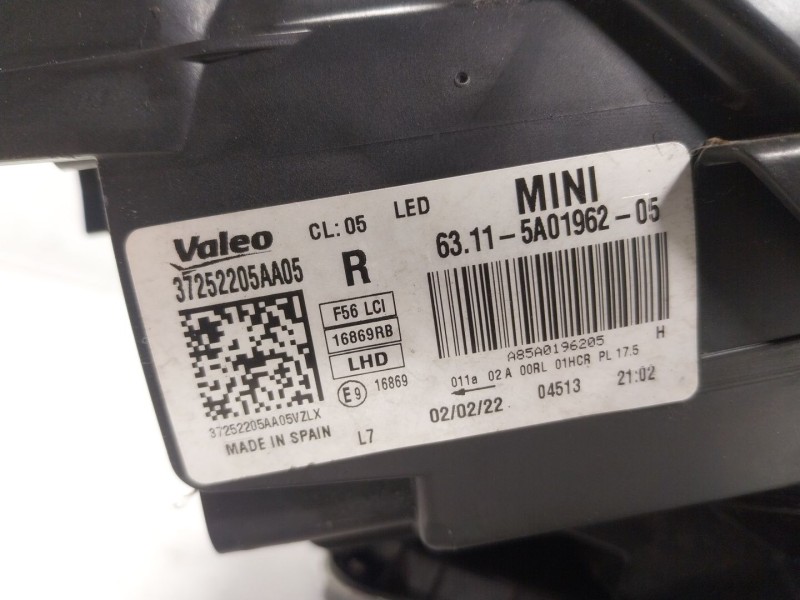 Valeo
37252205AA05
CL: 05
LED
R
F56 LCI
16869RB
LHD
E9 16869
37252205AA05VZLX
MADE IN SPAIN
L7
MINI
63.11 - 5A01962 - 05
A85A0196205
H
011a 02A 00RL 01HCR PL 17.5
02/02/22 04513 21:02